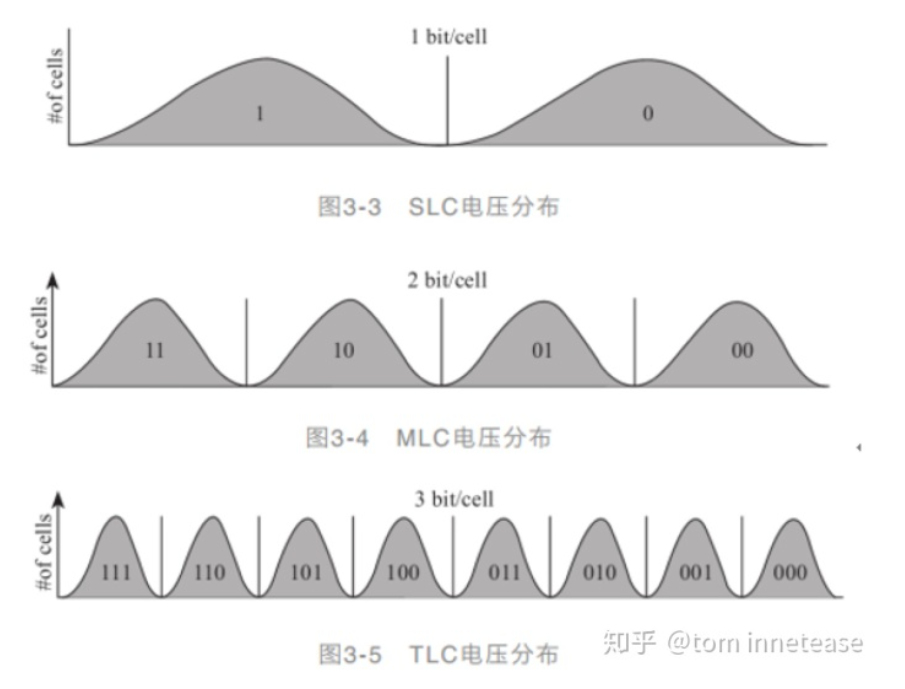 1 bit/cell
#of cells
1 0
图3-3 SLC电压分布
2 bit/cell
#of cells
11 10 01 00
图3-4 MLC电压分布
3 bit/cell
#of cells
111 110 101 100 011 010 001 000
图3-5 TLC电压分布
知乎 @tom innetease